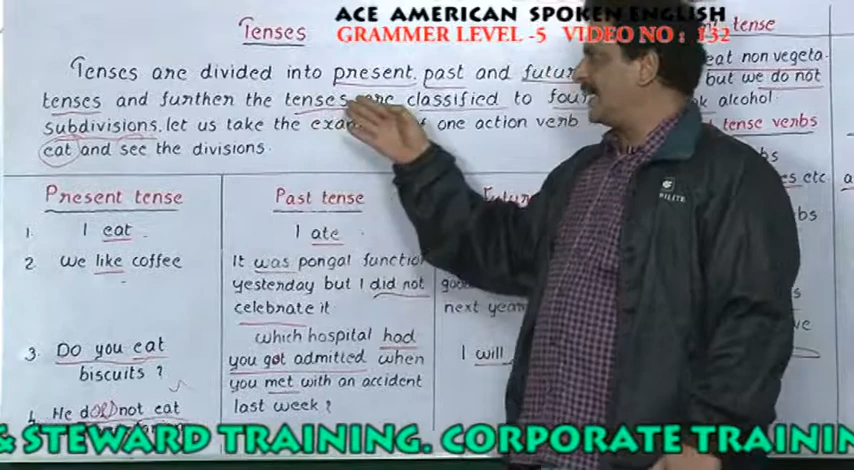 ACE AMERICAN SPOKEN ENGLISH
GRAMMER LEVEL -5 VIDEO NO : 132
Tenses
Tenses are divided into present, past and futur
tenses and further the tenses are classified to fou
subdivisions. let us take the exam of one action verb
eat and see the divisions.
Present tense
1. I eat
2. we like coffee
3. DO you eat
biscuits ?
4. He not eat
Past tense
I ate
It was pongal function
yesterday but I did not
celebrate it
which hospital had
you got admitted when
you met with an accident
last week ?
next year
I will
tense
eat non vegeta-
but we do not
alcohol
tense verbs
etc
& STEWARD TRAINING. CORPORATE TRAININ